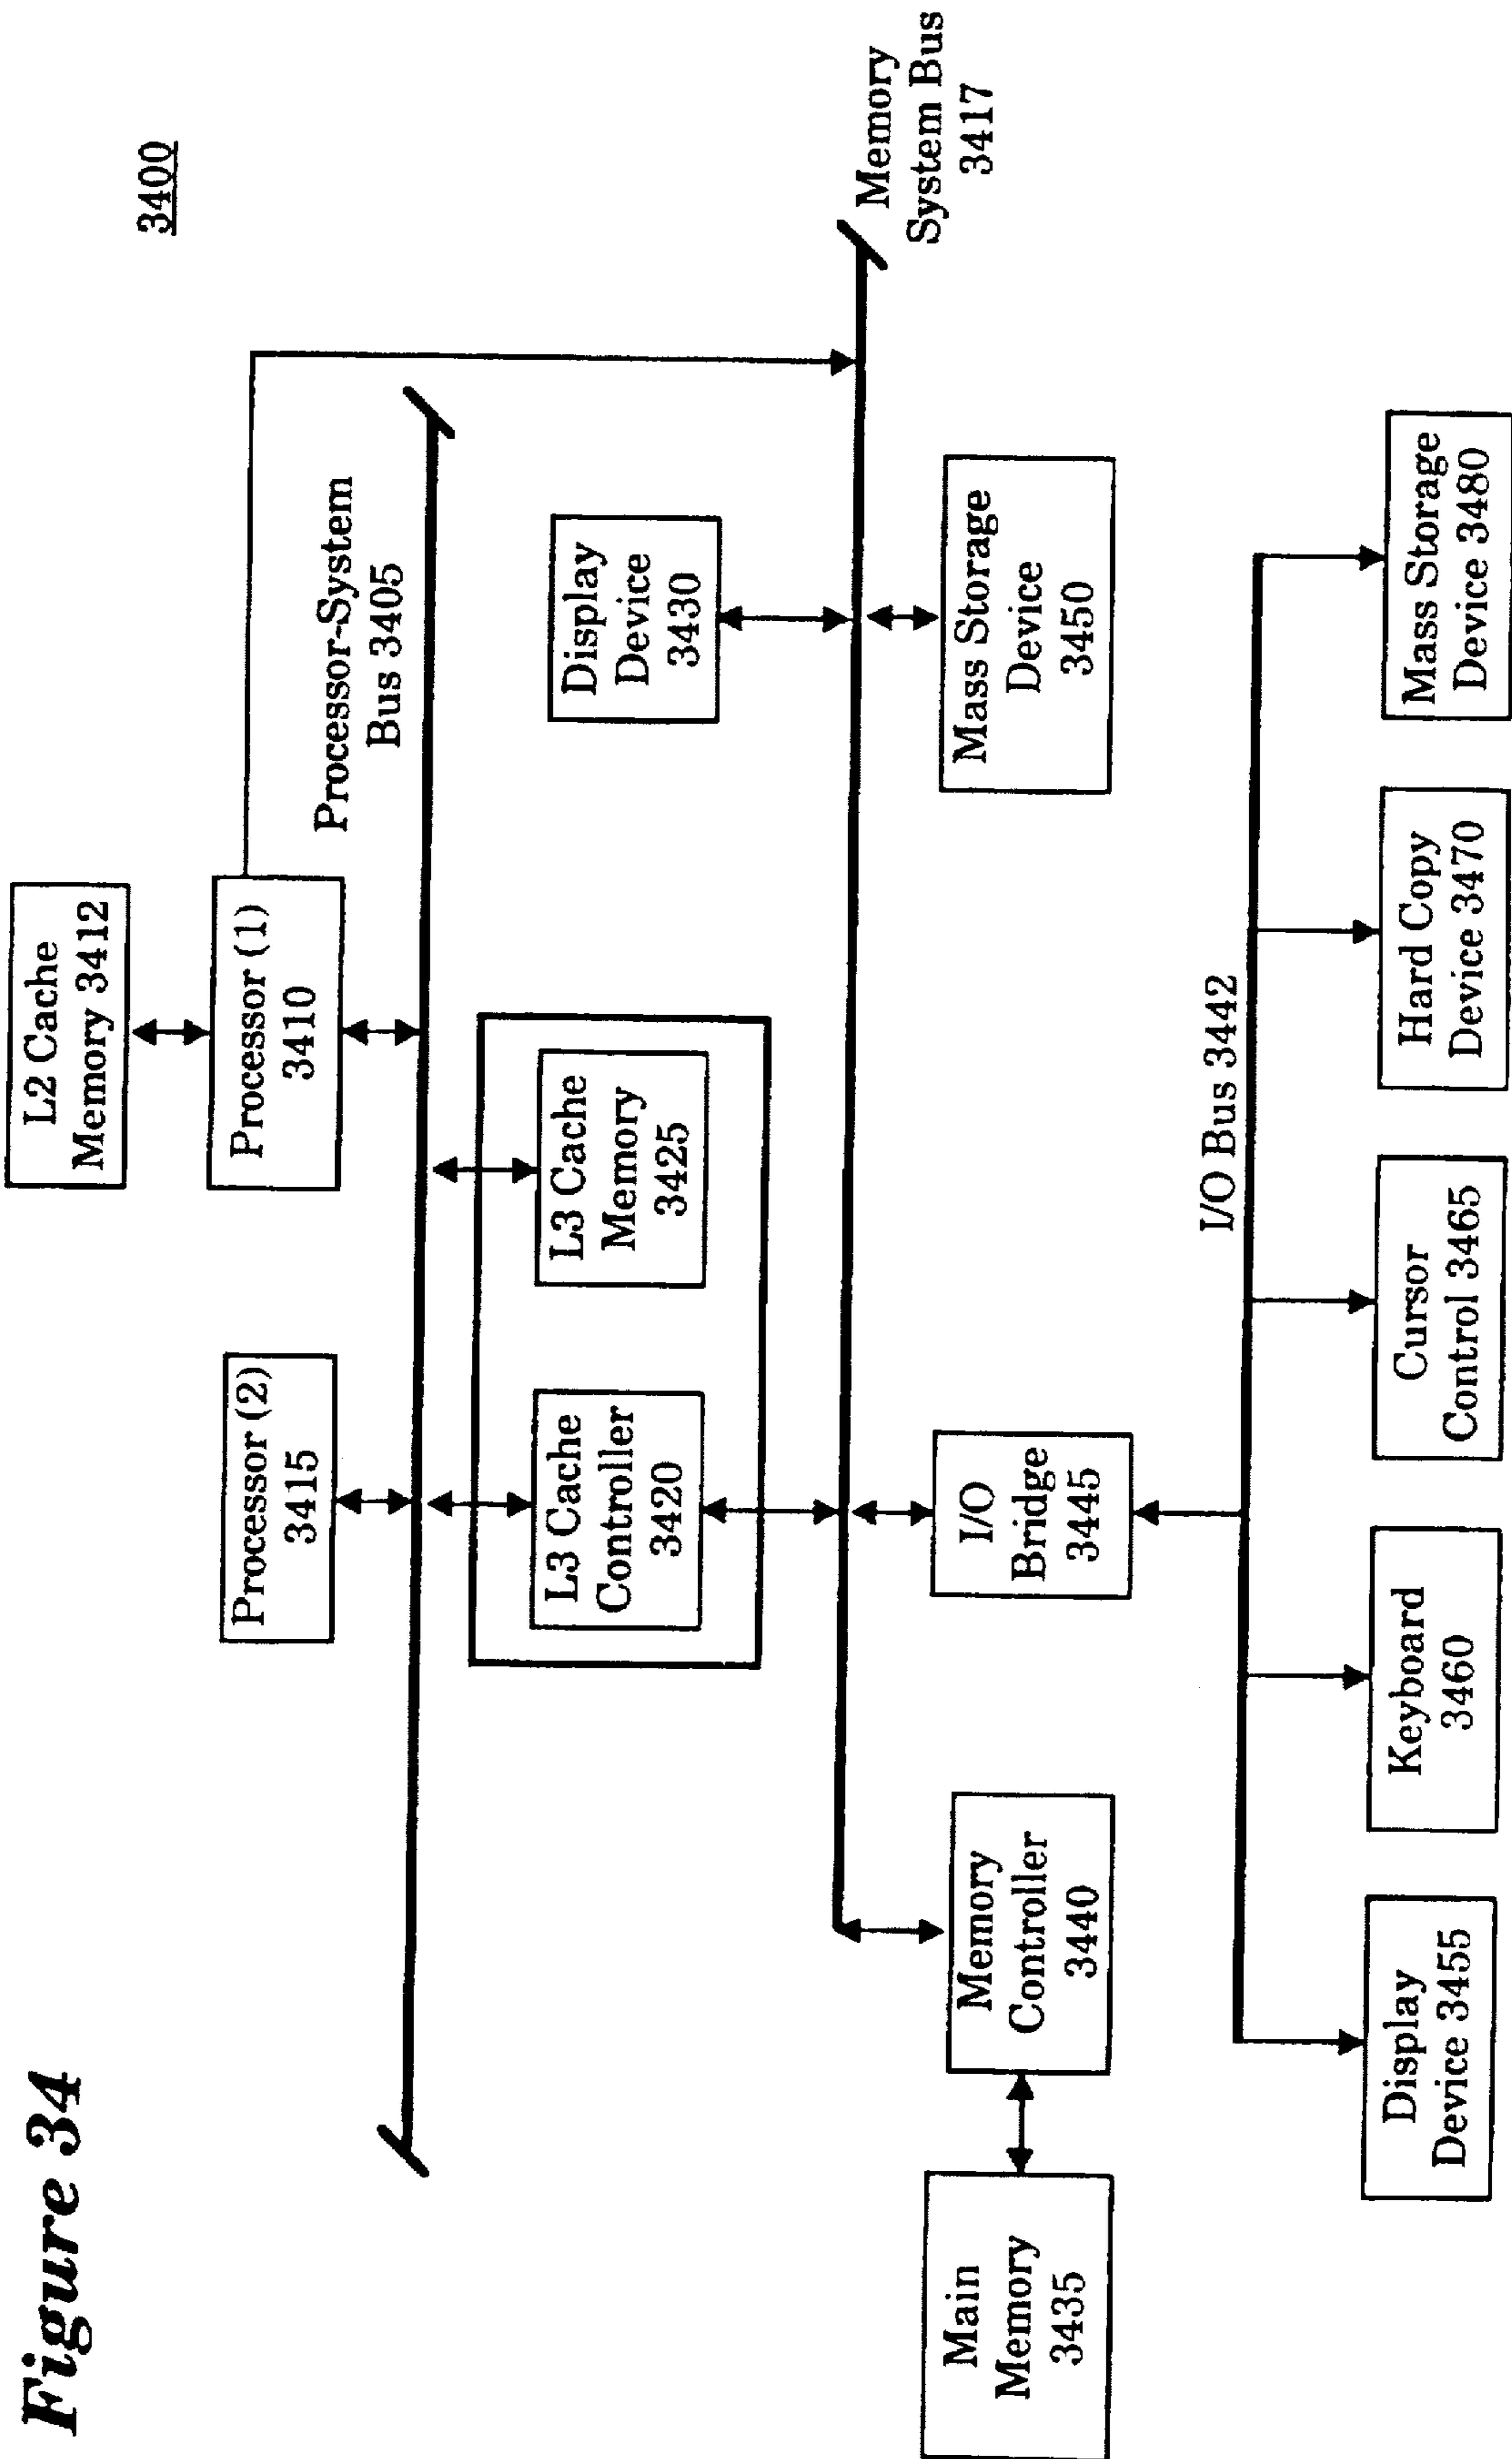 Figure 34
3400
L2 Cache
Memory 3412
Processor (2)
3415
Processor (1)
3410
Processor-System
Bus 3405
L3 Cache
Controller
3420
L3 Cache
Memory
3425
Display
Device
3430
Memory
System Bus
3417
Main
Memory
3435
Memory
Controller
3440
I/O
Bridge
3445
Mass Storage
Device
3450
I/O Bus 3442
Display
Device 3455
Keyboard
3460
Cursor
Control 3465
Hard Copy
Device 3470
Mass Storage
Device 3480